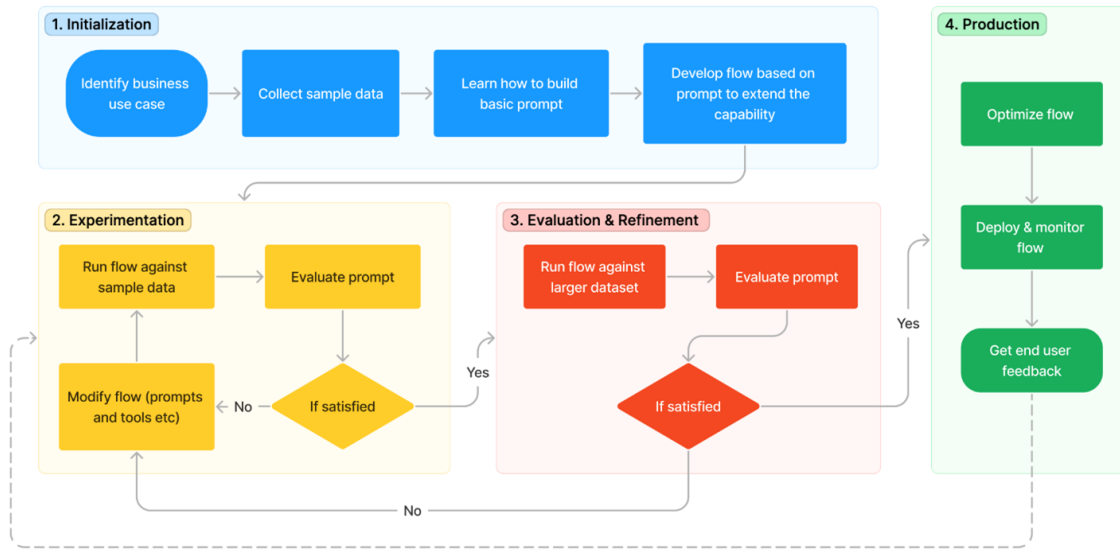 1. Initialization
Identify business
use case
Collect sample data
Learn how to build
basic prompt
Develop flow based on
prompt to extend the
capability
2. Experimentation
Run flow against
sample data
Evaluate prompt
If satisfied
No
Modify flow (prompts
and tools etc)
Yes
3. Evaluation & Refinement
Run flow against
larger dataset
Evaluate prompt
If satisfied
No
Yes
4. Production
Optimize flow
Deploy & monitor
flow
Get end user
feedback